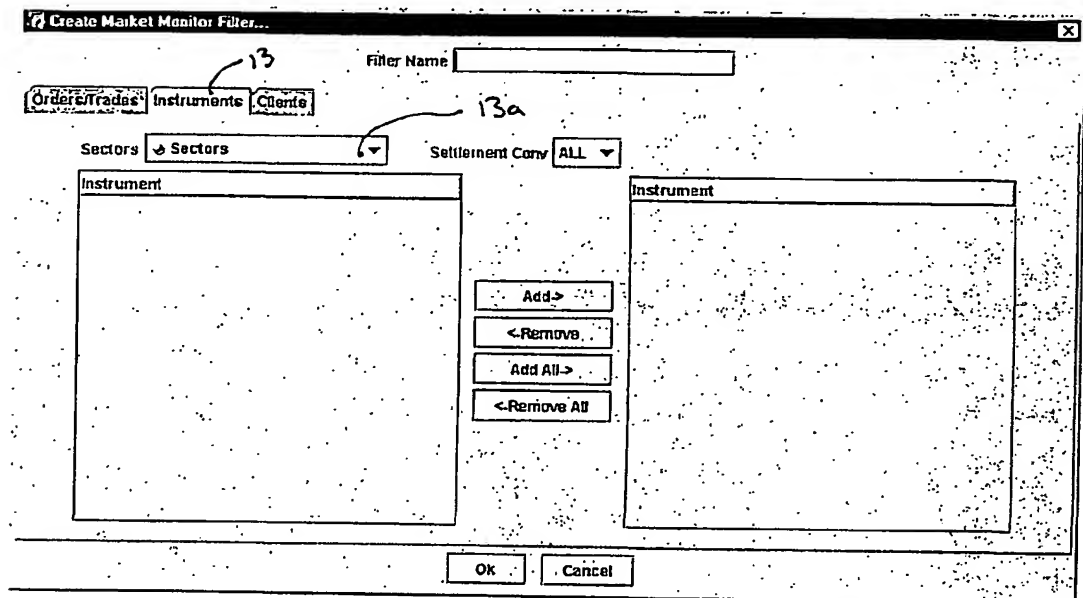 Create Market Monitor Filter...
13
Filter Name
Orders/Trades Instruments Clients
13a
Sectors Sectors Settlement Conv ALL
Instrument Instrument
Add->
<-Remove
Add All->
<-Remove All
Ok Cancel